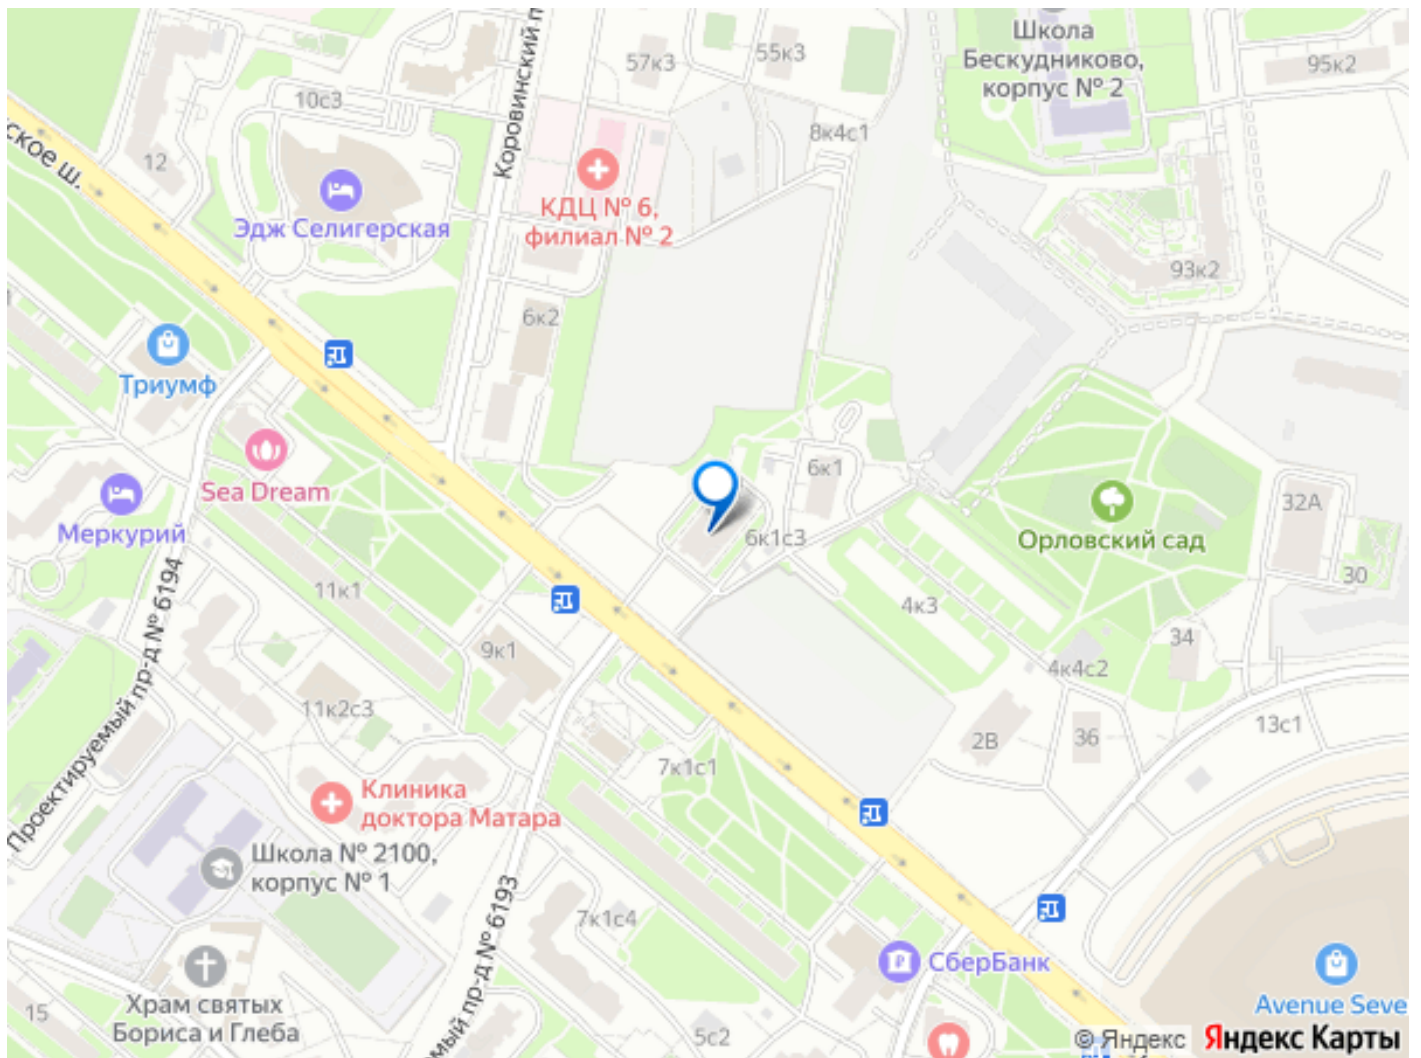 Школа
Бескудниково,
корпус № 2
57к3
55к3
95к2
10с3
Коровинский п
8к4с1
12
ское ш.
Эдж Селигерская
КДЦ № 6,
филиал № 2
93к2
6к2
Триумф
6к1
Sea Dream
32А
Меркурий
6к1с3
Орловский сад
30
11к1
4к3
34
9к1
4к4с2
Проектируемый пр-д № 6194
11к2с3
13с1
2В
36
7к1с1
Клиника
доктора Матара
Школа № 2100,
корпус № 1
7к1с4
мый пр-д № 6193
СберБанк
Храм святых
Бориса и Глеба
15
Avenue Seve
5с2
© Яндекс Яндекс Карты